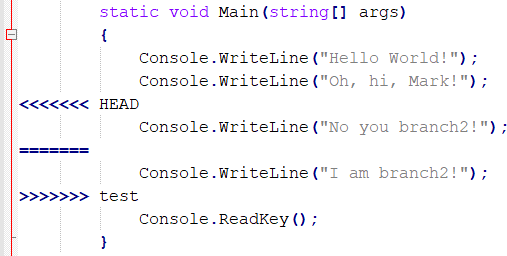 static void Main(string[] args)
{
Console.WriteLine("Hello World!");
Console.WriteLine("Oh, hi, Mark!");
<<<<<<< HEAD
Console.WriteLine("No you branch2!");
=======
Console.WriteLine("I am branch2!");
>>>>>>> test
Console.ReadKey();
}